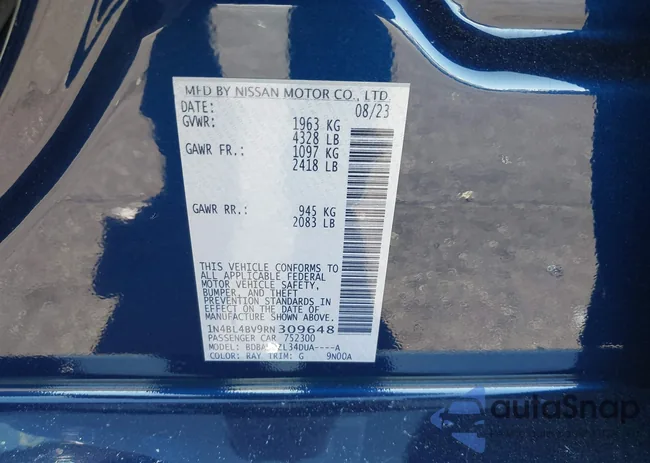 MFD BY NISSAN MOTOR CO., LTD.
DATE: 08/23
GVWR: 1963 KG
4328 LB
GAWR FR.: 1097 KG
2418 LB
GAWR RR.: 945 KG
2083 LB
THIS VEHICLE CONFORMS TO
ALL APPLICABLE FEDERAL
MOTOR VEHICLE SAFETY,
BUMPER, AND THEFT
PREVENTION STANDARDS IN
EFFECT ON THE DATE OF
MANUFACTURE SHOWN ABOVE.
1N4BL4BV9RN309648
PASSENGER CAR 752300
MODEL: L34DUA----A
COLOR: RAY TRIM: G 9N00A
autoSnap